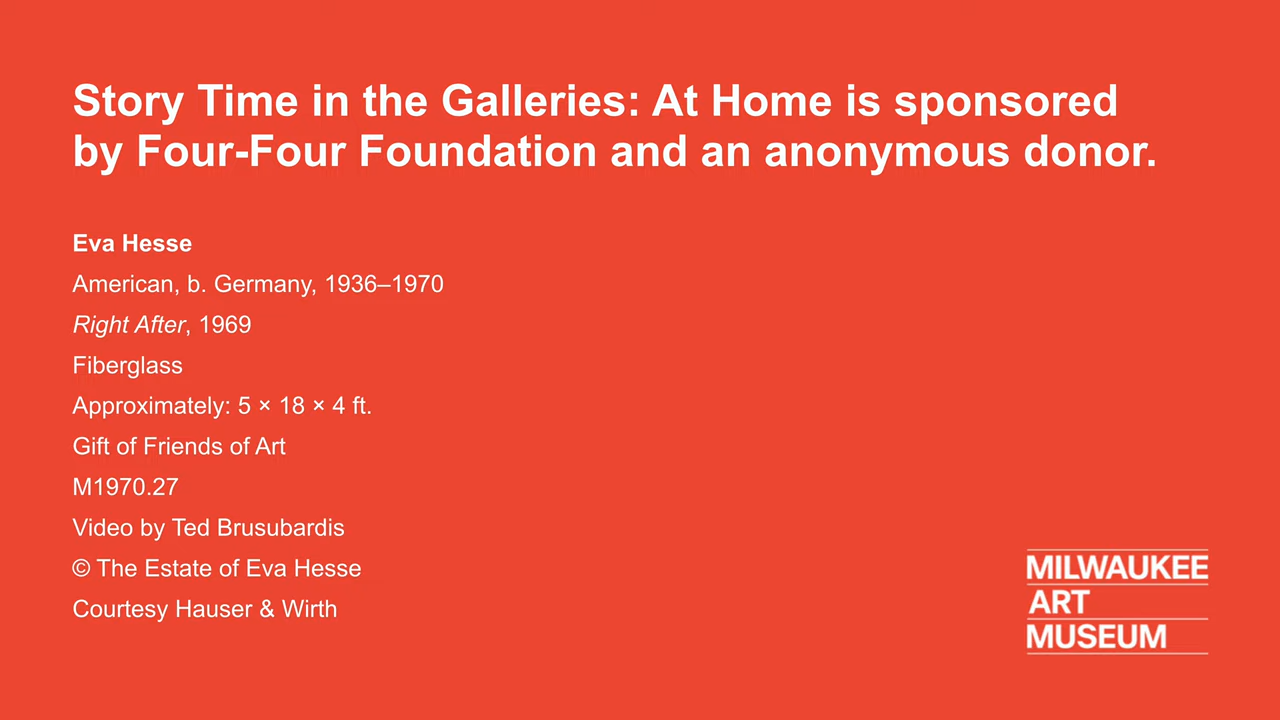 Story Time in the Galleries: At Home is sponsored
by Four-Four Foundation and an anonymous donor.
Eva Hesse
American, b. Germany, 1936–1970
Right After, 1969
Fiberglass
Approximately: 5 × 18 × 4 ft.
Gift of Friends of Art
M1970.27
Video by Ted Brusubardis
© The Estate of Eva Hesse
Courtesy Hauser & Wirth
MILWAUKEE
ART
MUSEUM